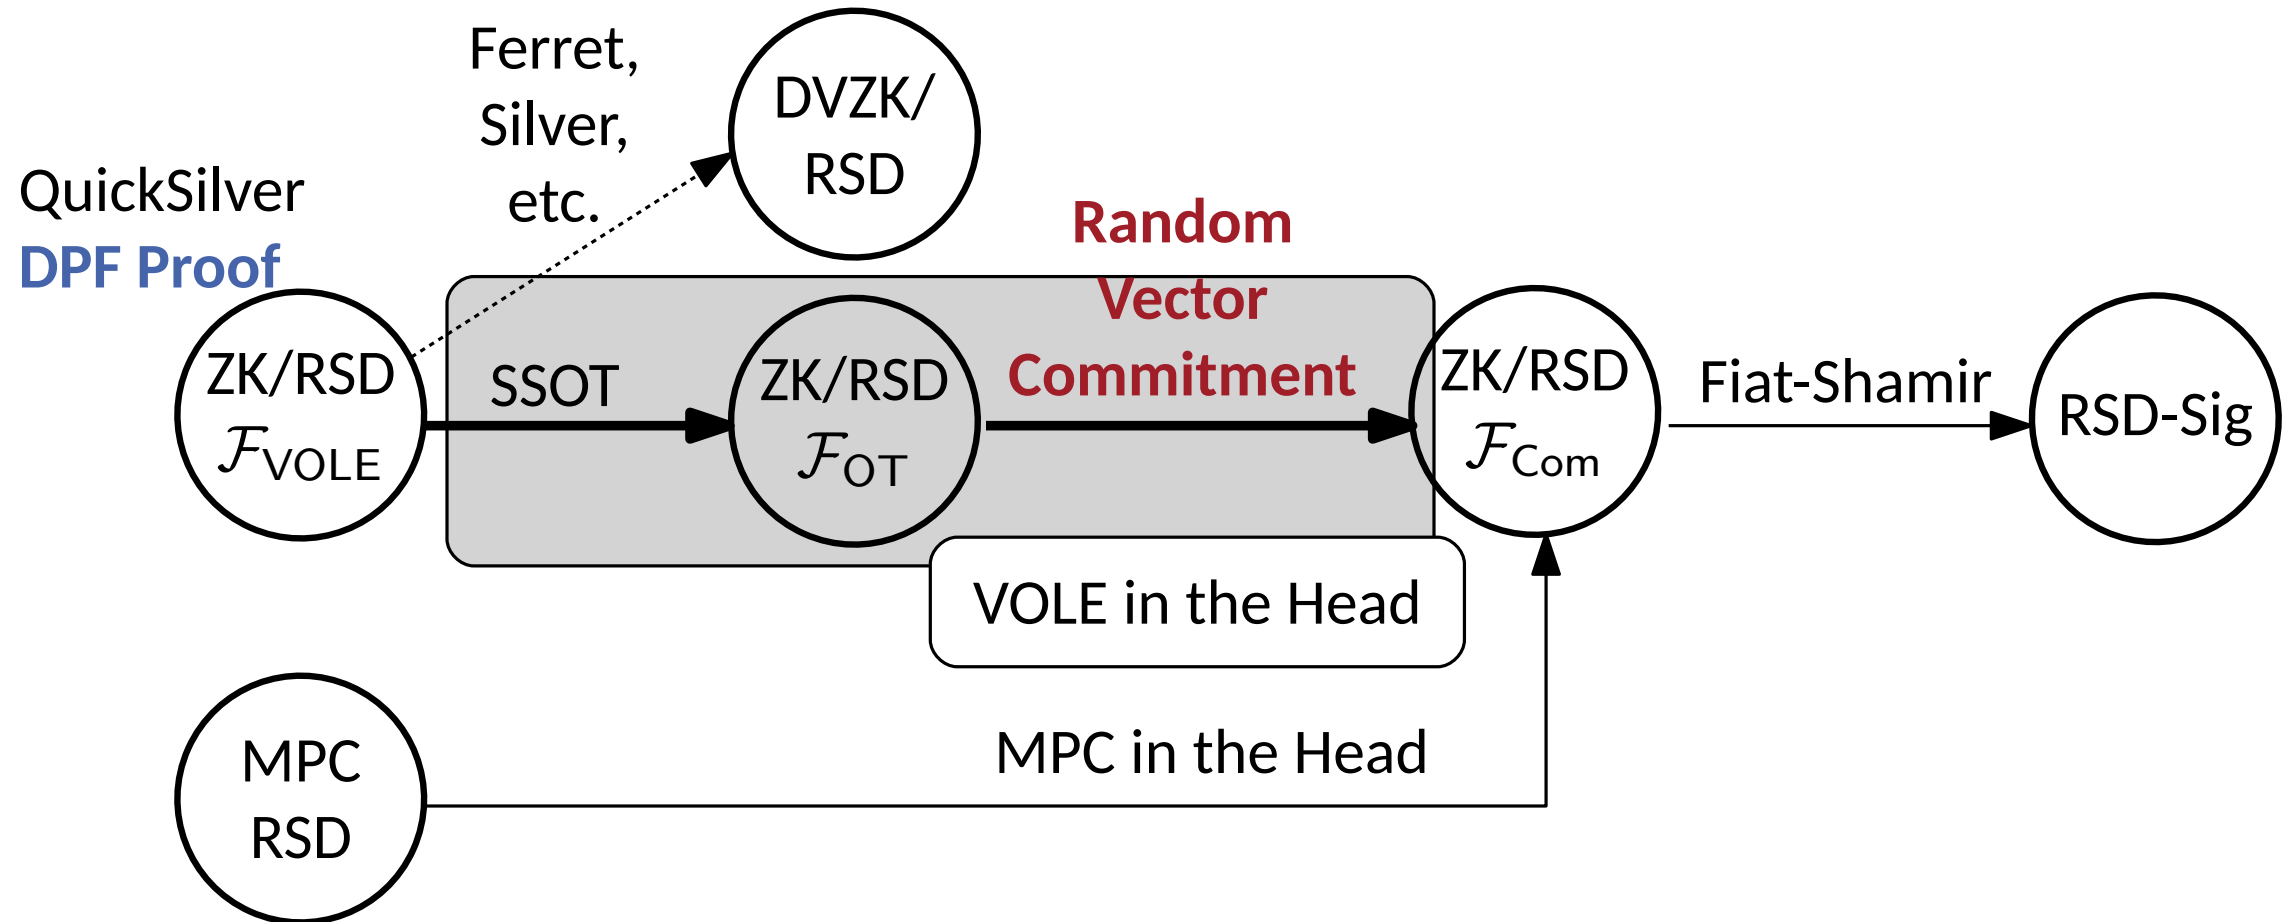 Ferret,
Silver,
etc.
DVZK/
RSD
QuickSilver
DPF Proof
Random
Vector
Commitment
ZK/RSD
ℱVOLE
SSOT
ZK/RSD
ℱOT
ZK/RSD
ℱCom
Fiat-Shamir
RSD-Sig
VOLE in the Head
MPC in the Head
MPC
RSD